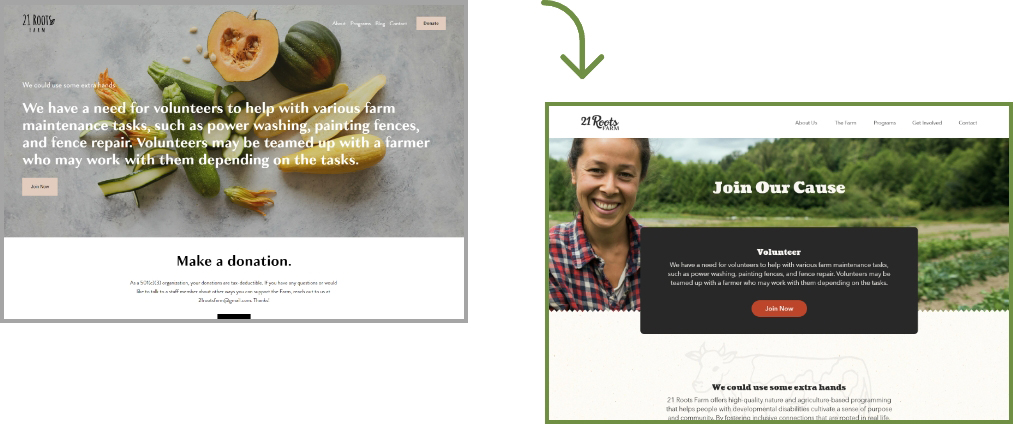 21 Roots
FARM
About Programs Blog Contact Donate
We could use some extra hands
We have a need for volunteers to help with various farm
maintenance tasks, such as power washing, painting fences,
and fence repair. Volunteers may be teamed up with a farmer
who may work with them depending on the tasks.
Join Now
Make a donation.
As a 501(c)(3) organization, your donations are tax-deductible. If you have any questions or would
like to talk to a staff member about other ways you can support the Farm, reach out to us at
21rootsfarm@gmail.com. Thanks!
21 Roots
FARM
About Us The Farm Programs Get Involved Contact
Join Our Cause
Volunteer
We have a need for volunteers to help with various farm maintenance tasks,
such as power washing, painting fences, and fence repair. Volunteers may be
teamed up with a farmer who may work with them depending on the tasks.
Join Now
We could use some extra hands
21 Roots Farm offers high-quality nature and agriculture-based programming
that helps people with developmental disabilities cultivate a sense of purpose
and community. By fostering inclusive connections that are rooted in real life,